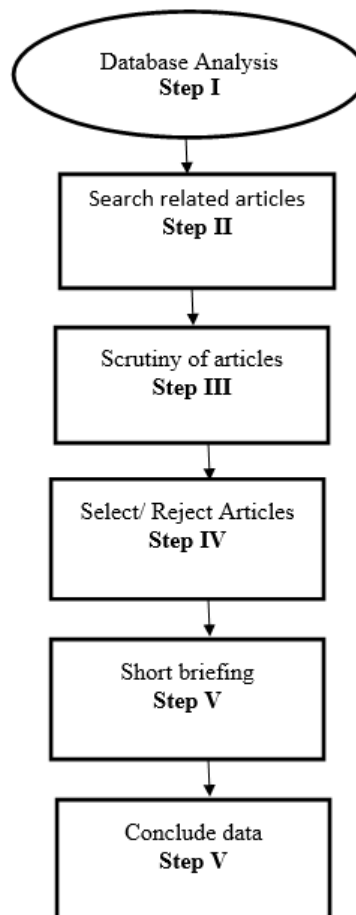 Database Analysis
Step I
Search related articles
Step II
Scrutiny of articles
Step III
Select/ Reject Articles
Step IV
Short briefing
Step V
Conclude data
Step V